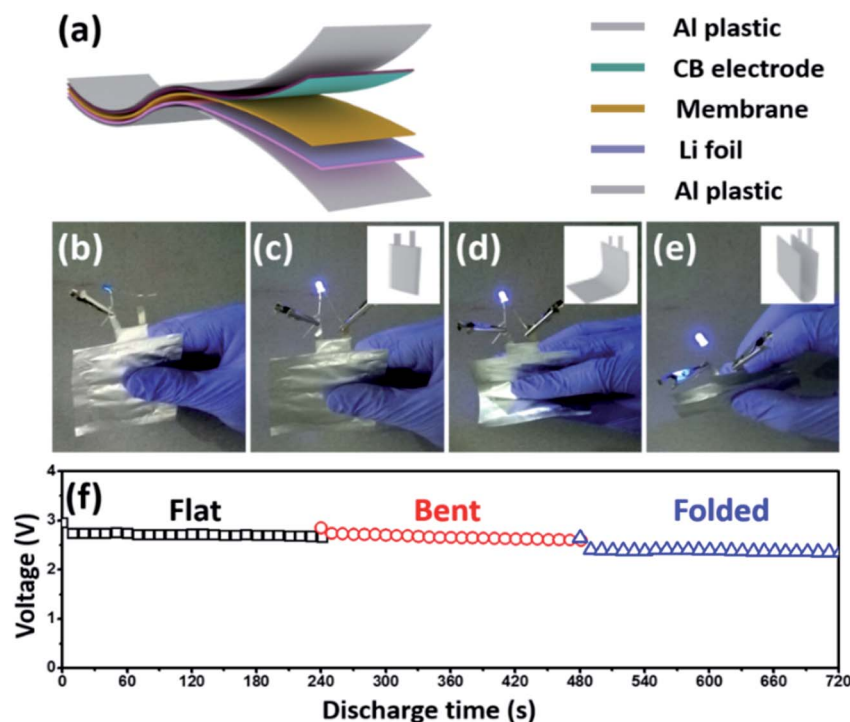 (a)
Al plastic
CB electrode
Membrane
Li foil
Al plastic
(b)
(c)
(d)
(e)
(f)
Flat
Bent
Folded
Voltage (V)
4
3
2
1
0
0 60 120 180 240 300 360 420 480 540 600 660 720
Discharge time (s)